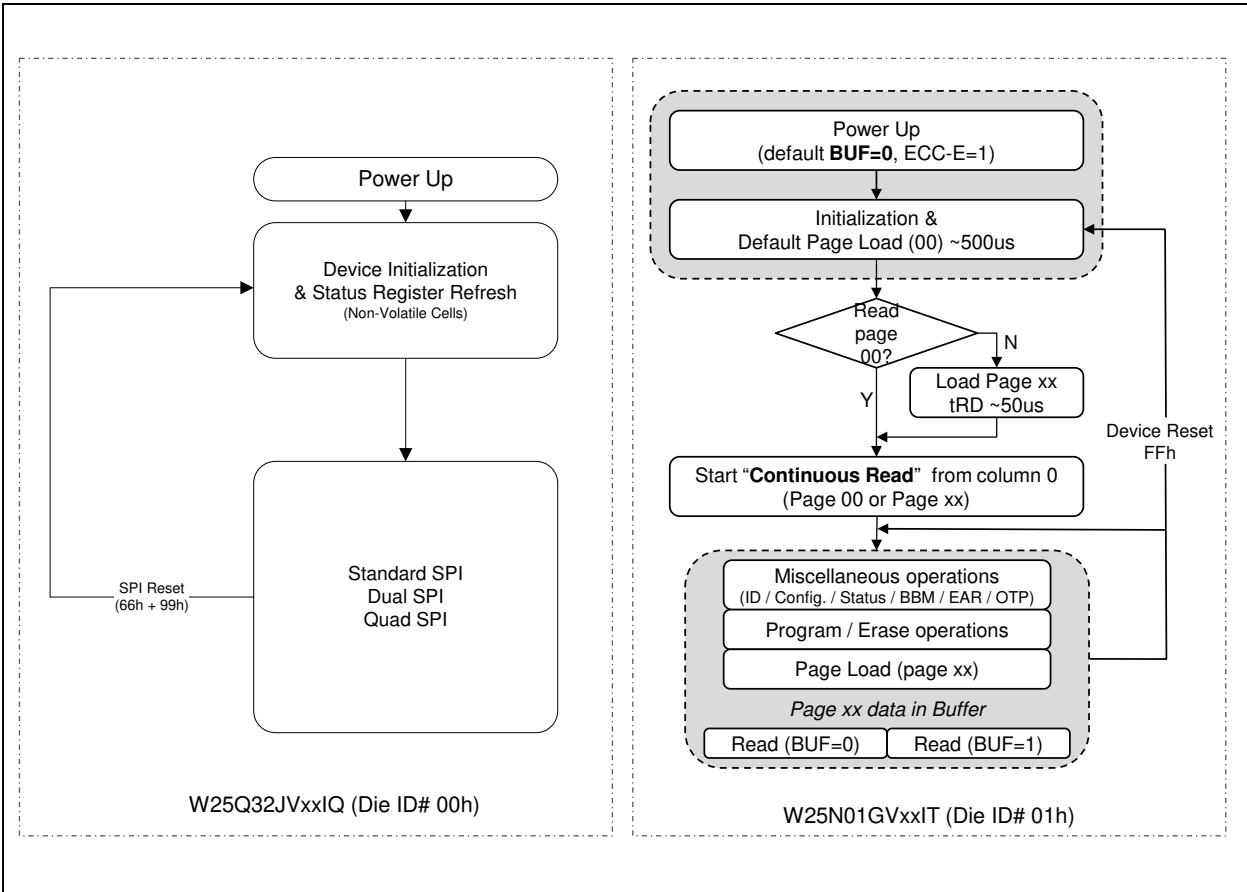 Power Up
Device Initialization
& Status Register Refresh
(Non-Volatile Cells)
SPI Reset
(66h + 99h)
Standard SPI
Dual SPI
Quad SPI
W25Q32JVxxIQ (Die ID# 00h)
Power Up
(default BUF=0, ECC-E=1)
Initialization &
Default Page Load (00) ~500us
Read
page
00?
N
Load Page xx
tRD ~50us
Y
Device Reset
FFh
Start “Continuous Read” from column 0
(Page 00 or Page xx)
Miscellaneous operations
(ID / Config. / Status / BBM / EAR / OTP)
Program / Erase operations
Page Load (page xx)
Page xx data in Buffer
Read (BUF=0) Read (BUF=1)
W25N01GVxxIT (Die ID# 01h)